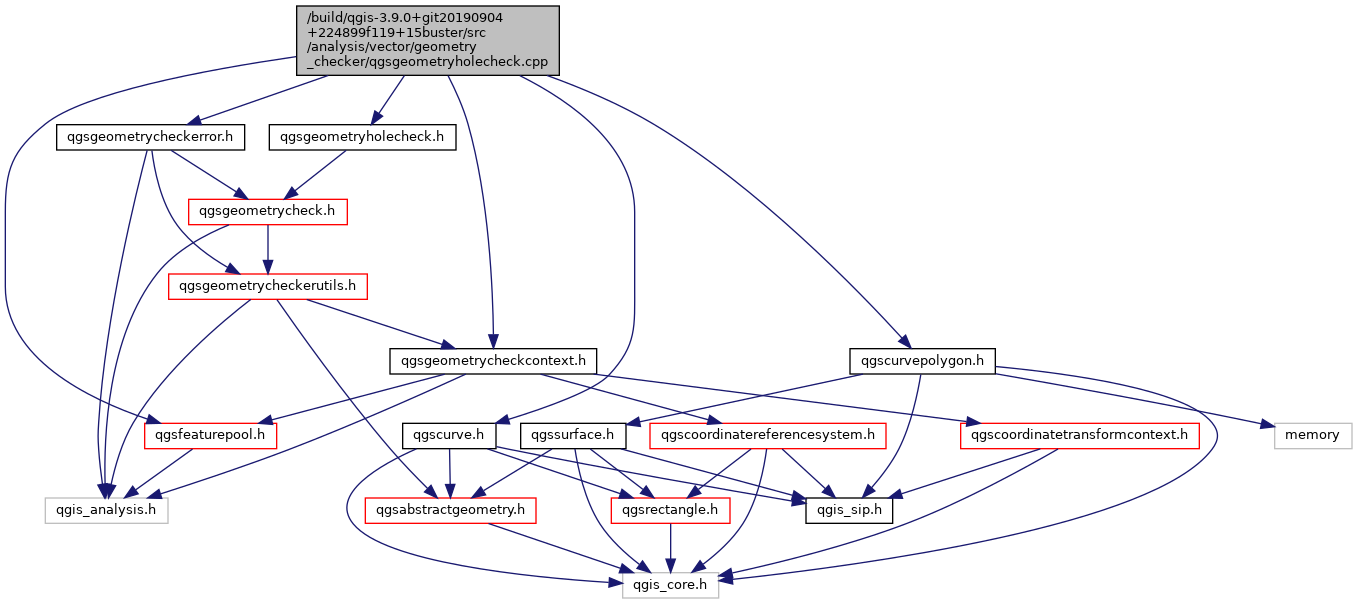 /build/qgis-3.9.0+git20190904
+224899f119+15buster/src
/analysis/vector/geometry
_checker/qgsgeometryholecheck.cpp
qgsgeometrycheckerror.h
qgsgeometryholecheck.h
qgsgeometrycheck.h
qgsgeometrycheckerutils.h
qgsgeometrycheckcontext.h
qgscurvepolygon.h
qgsfeaturepool.h
qgscurve.h
qgssurface.h
qgscoordinatereferencesystem.h
qgscoordinatetransformcontext.h
memory
qgis_analysis.h
qgsabstractgeometry.h
qgsrectangle.h
qgis_sip.h
qgis_core.h